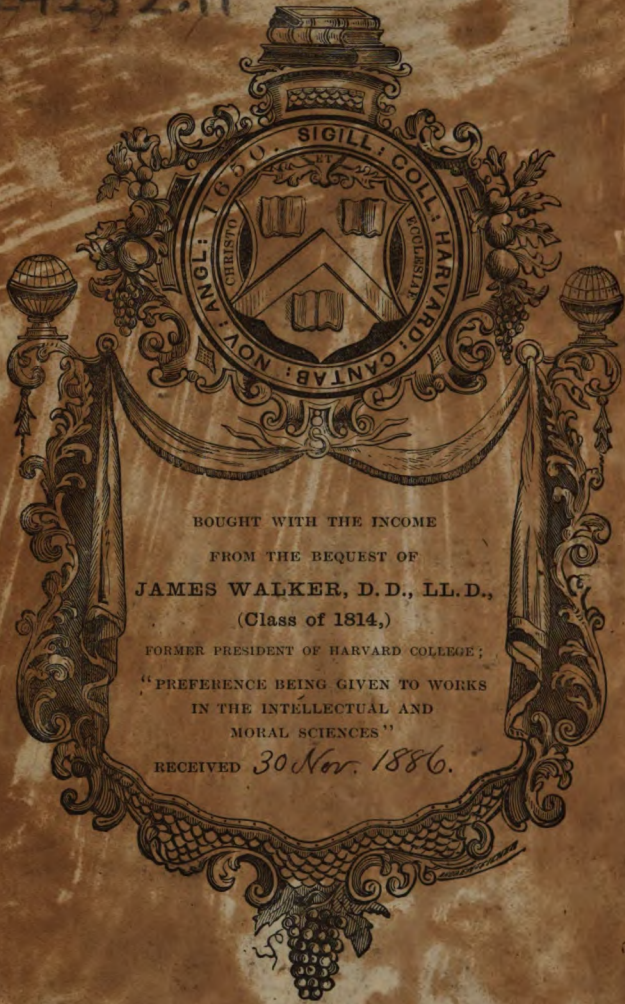 SIGILL: COLL: HARVARD: CANTAB: NOV: ANGL: 1650.
CHRISTO ET ECCLESIAE
BOUGHT WITH THE INCOME
FROM THE BEQUEST OF
JAMES WALKER, D.D., LL.D.,
(Class of 1814,)
FORMER PRESIDENT OF HARVARD COLLEGE;
"PREFERENCE BEING GIVEN TO WORKS
IN THE INTELLECTUAL AND
MORAL SCIENCES"
RECEIVED 30 Nov. 1886.